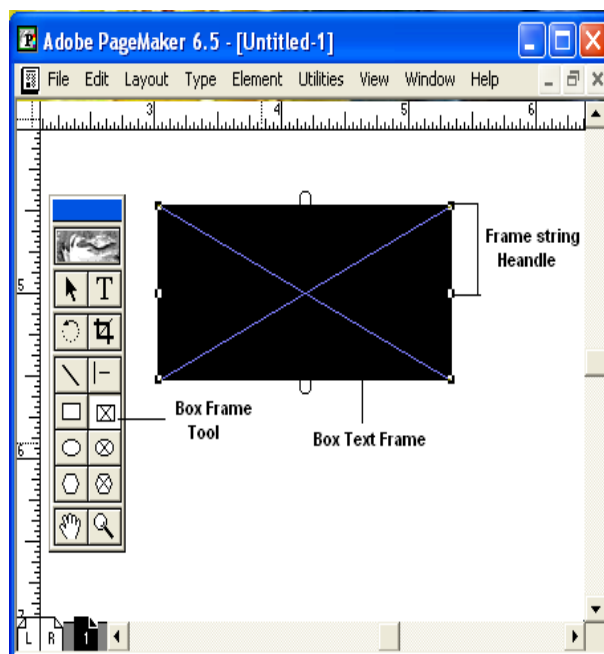 Adobe PageMaker 6.5 - [Untitled-1]
File Edit Layout Type Element Utilities View Window Help
3 4 5 6
T
5
Frame string
Heandle
Box Frame
Tool
Box Text Frame
6
7
L R 1